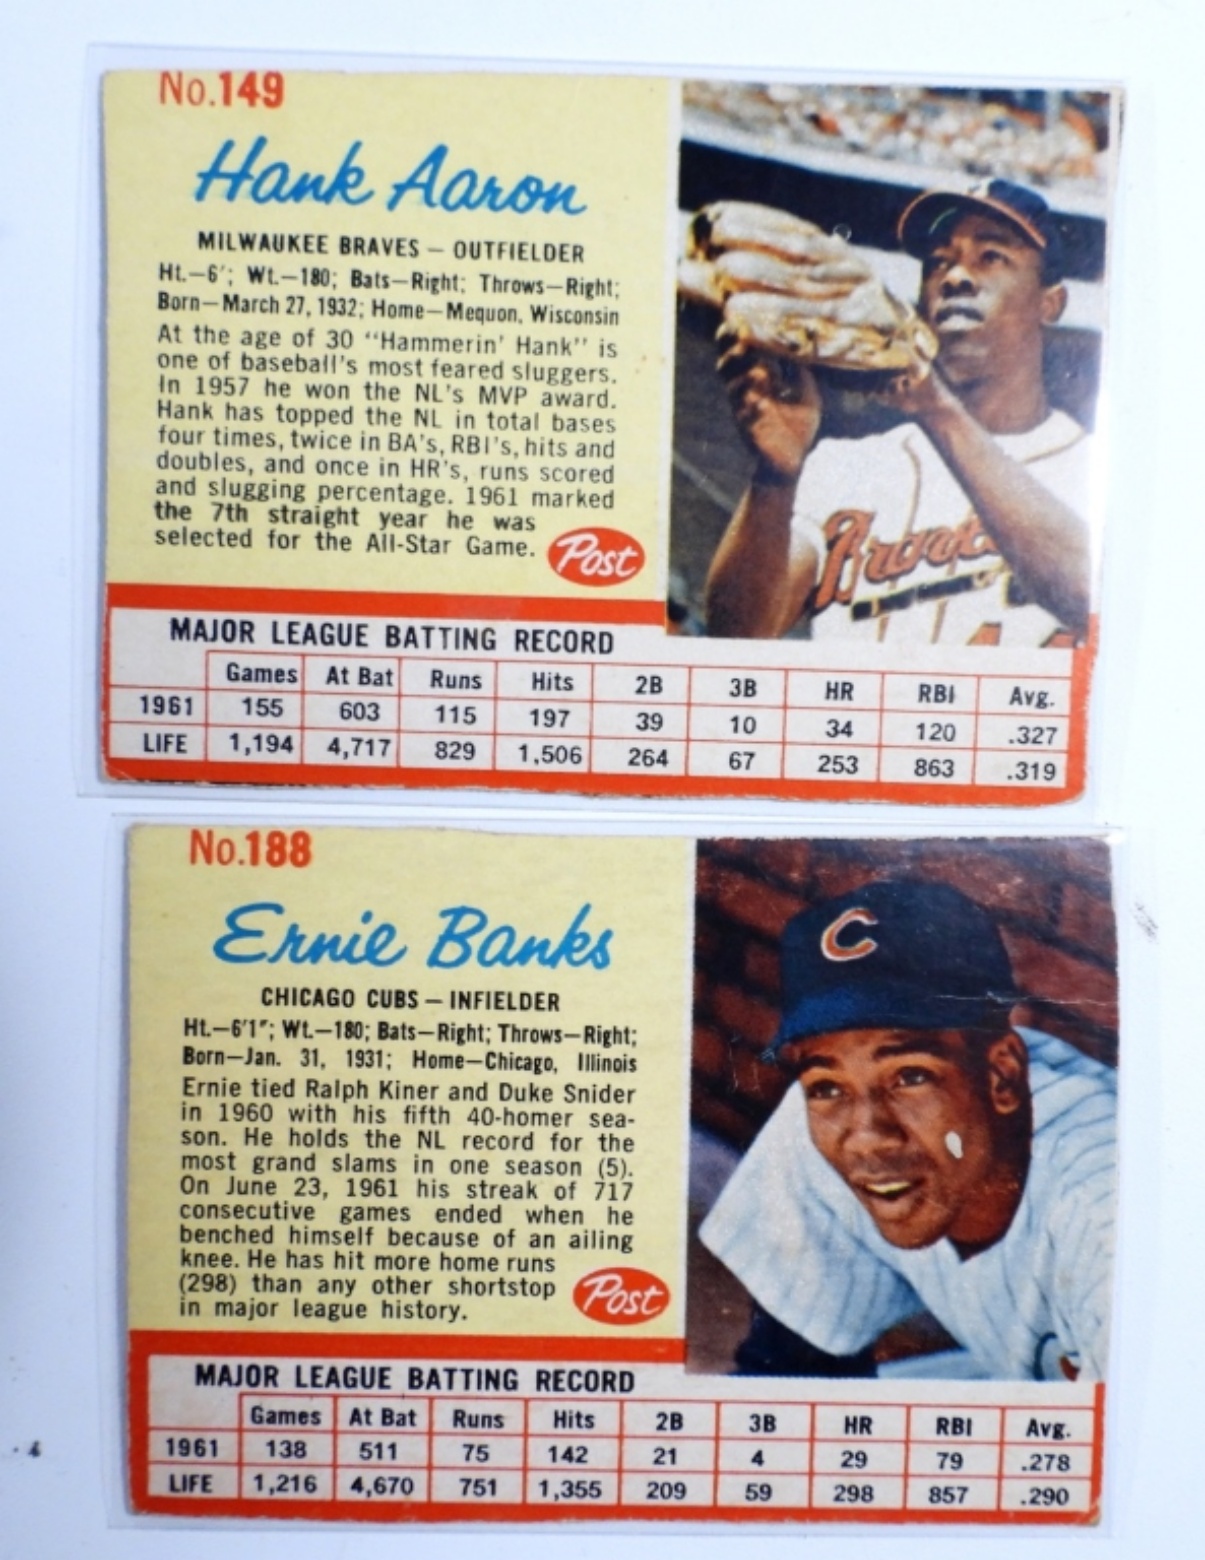 No.149
Hank Aaron
MILWAUKEE BRAVES – OUTFIELDER
Ht.–6'; Wt.–180; Bats–Right; Throws–Right;
Born–March 27, 1932; Home–Mequon, Wisconsin
At the age of 30 "Hammerin' Hank" is
one of baseball's most feared sluggers.
In 1957 he won the NL's MVP award.
Hank has topped the NL in total bases
four times, twice in BA's, RBI's, hits and
doubles, and once in HR's, runs scored
and slugging percentage. 1961 marked
the 7th straight year he was
selected for the All-Star Game.
Post
Braves
MAJOR LEAGUE BATTING RECORD
Games At Bat Runs Hits 2B 3B HR RBI Avg.
1961 155 603 115 197 39 10 34 120 .327
LIFE 1,194 4,717 829 1,506 264 67 253 863 .319
No.188
Ernie Banks
CHICAGO CUBS – INFIELDER
Ht.–6'1"; Wt.–180; Bats–Right; Throws–Right;
Born–Jan. 31, 1931; Home–Chicago, Illinois
Ernie tied Ralph Kiner and Duke Snider
in 1960 with his fifth 40-homer sea-
son. He holds the NL record for the
most grand slams in one season (5).
On June 23, 1961 his streak of 717
consecutive games ended when he
benched himself because of an ailing
knee. He has hit more home runs
(298) than any other shortstop
in major league history.
Post
C
MAJOR LEAGUE BATTING RECORD
Games At Bat Runs Hits 2B 3B HR RBI Avg.
1961 138 511 75 142 21 4 29 79 .278
LIFE 1,216 4,670 751 1,355 209 59 298 857 .290